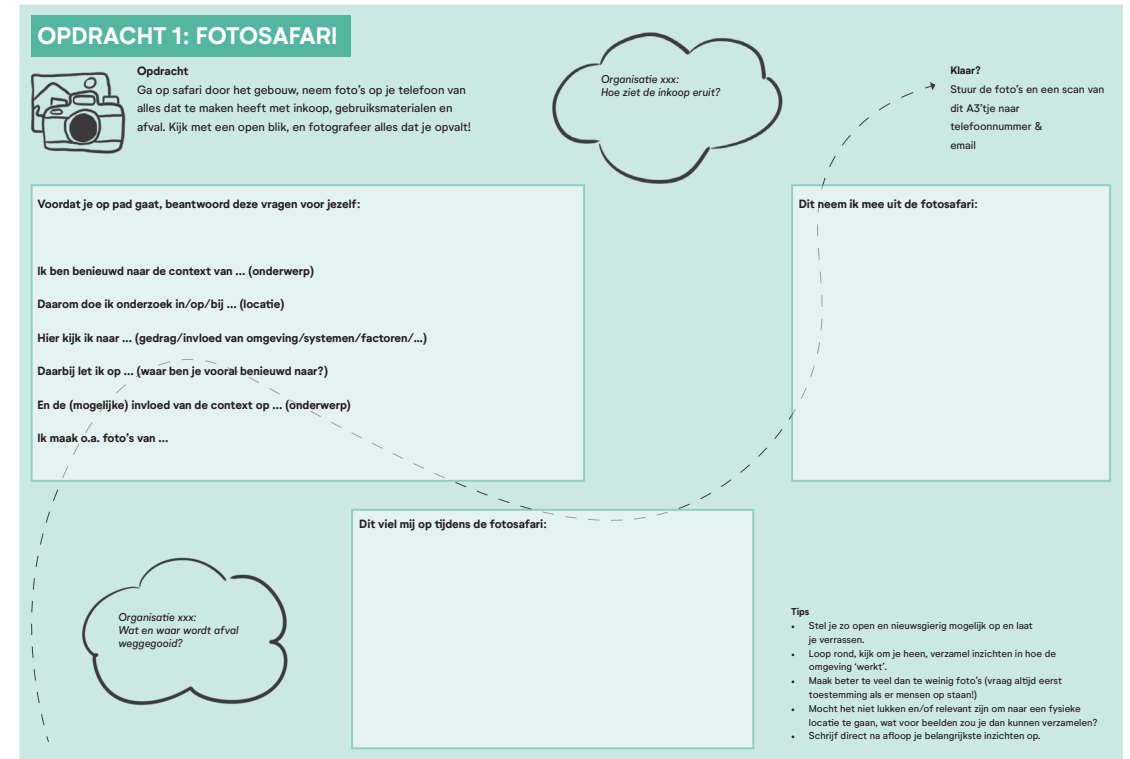 OPDRACHT 1: FOTOSAFARI
Opdracht
Ga op safari door het gebouw, neem foto's op je telefoon van
alles dat te maken heeft met inkoop, gebruiksmaterialen en
afval. Kijk met een open blik, en fotografeer alles dat je opvalt!
Organisatie xxx:
Hoe ziet de inkoop eruit?
Klaar?
Stuur de foto's en een scan van
dit A3'tje naar
telefoonnummer &
email
Voordat je op pad gaat, beantwoord deze vragen voor jezelf:
Ik ben benieuwd naar de context van ... (onderwerp)
Daarom doe ik onderzoek in/op/bij ... (locatie)
Hier kijk ik naar ... (gedrag/invloed van omgeving/systemen/factoren/...)
Daarbij let ik op ... (waar ben je vooral benieuwd naar?)
En de (mogelijke) invloed van de context op ... (onderwerp)
Ik maak o.a. foto's van ...
Dit neem ik mee uit de fotosafari:
Dit viel mij op tijdens de fotosafari:
Organisatie xxx:
Wat en waar wordt afval
weggegooid?
Tips
• Stel je zo open en nieuwsgierig mogelijk op en laat
je verrassen.
• Loop rond, kijk om je heen, verzamel inzichten in hoe de
omgeving 'werkt'.
• Maak beter te veel dan te weinig foto's (vraag altijd eerst
toestemming als er mensen op staan!)
• Mocht het niet lukken en/of relevant zijn om naar een fysieke
locatie te gaan, wat voor beelden zou je dan kunnen verzamelen?
• Schrijf direct na afloop je belangrijkste inzichten op.